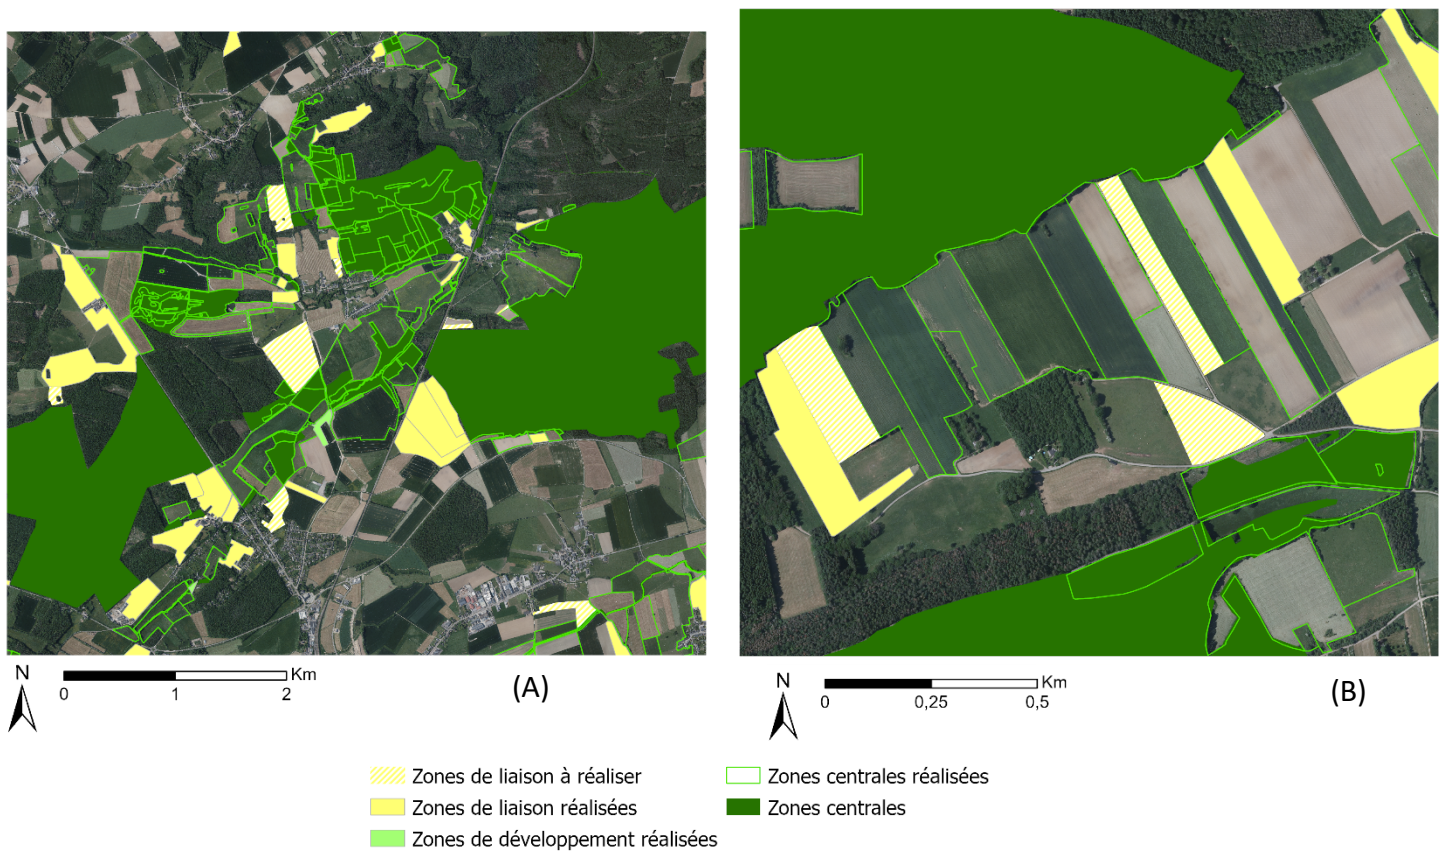 N
0 1 2 Km
(A)
N
0 0,25 0,5 Km
(B)
Zones de liaison à réaliser
Zones de liaison réalisées
Zones de développement réalisées
Zones centrales réalisées
Zones centrales